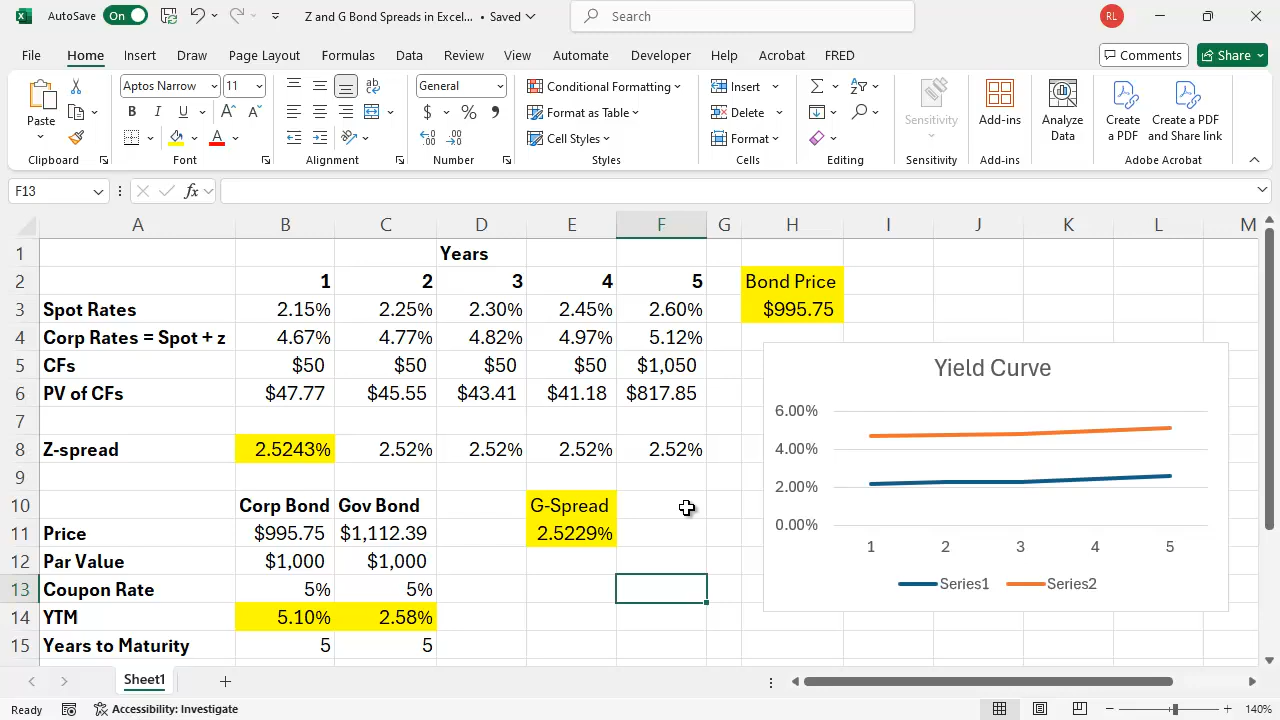 AutoSave On Z and G Bond Spreads in Excel... • Saved Search RL
File Home Insert Draw Page Layout Formulas Data Review View Automate Developer Help Acrobat FRED Comments Share
Paste
Clipboard
Aptos Narrow 11
B I U A A
A
Font
ab
Alignment
General
$ % 9
Number
Conditional Formatting
Format as Table
Cell Styles
Styles
Insert
Delete
Format
Cells
Editing
Sensitivity
Sensitivity
Add-ins
Add-ins
Analyze
Data
Create
a PDF
Create a PDF
and Share link
Adobe Acrobat
F13 fx
A B C D E F G H I J K L M
1 Years
2 1 2 3 4 5 Bond Price
3 Spot Rates 2.15% 2.25% 2.30% 2.45% 2.60% $995.75
4 Corp Rates = Spot + z 4.67% 4.77% 4.82% 4.97% 5.12%
5 CFs $50 $50 $50 $50 $1,050
6 PV of CFs $47.77 $45.55 $43.41 $41.18 $817.85
7
8 Z-spread 2.5243% 2.52% 2.52% 2.52% 2.52%
9
10 Corp Bond Gov Bond G-Spread
11 Price $995.75 $1,112.39 2.5229%
12 Par Value $1,000 $1,000
13 Coupon Rate 5% 5%
14 YTM 5.10% 2.58%
15 Years to Maturity 5 5
Yield Curve
6.00%
4.00%
2.00%
0.00%
1 2 3 4 5
Series1 Series2
Sheet1
Ready Accessibility: Investigate 140%